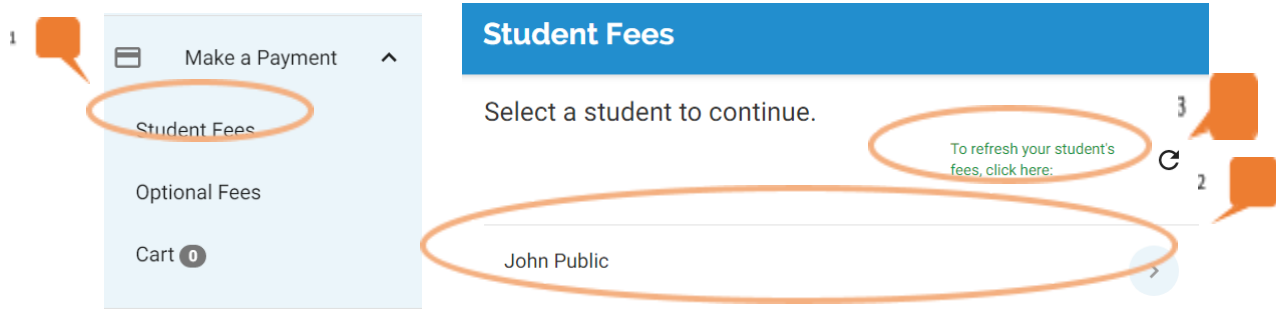 1
Make a Payment
Student Fees
Optional Fees
Cart 0
Student Fees
Select a student to continue.
3
To refresh your student's
fees, click here:
2
John Public